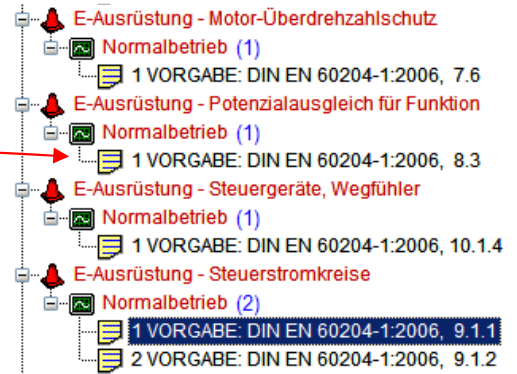 E-Ausrüstung - Motor-Überdrehzahlschutz
Normalbetrieb (1)
1 VORGABE: DIN EN 60204-1:2006, 7.6
E-Ausrüstung - Potenzialausgleich für Funktion
Normalbetrieb (1)
1 VORGABE: DIN EN 60204-1:2006, 8.3
E-Ausrüstung - Steuergeräte, Wegfühler
Normalbetrieb (1)
1 VORGABE: DIN EN 60204-1:2006, 10.1.4
E-Ausrüstung - Steuerstromkreise
Normalbetrieb (2)
1 VORGABE: DIN EN 60204-1:2006, 9.1.1
2 VORGABE: DIN EN 60204-1:2006, 9.1.2